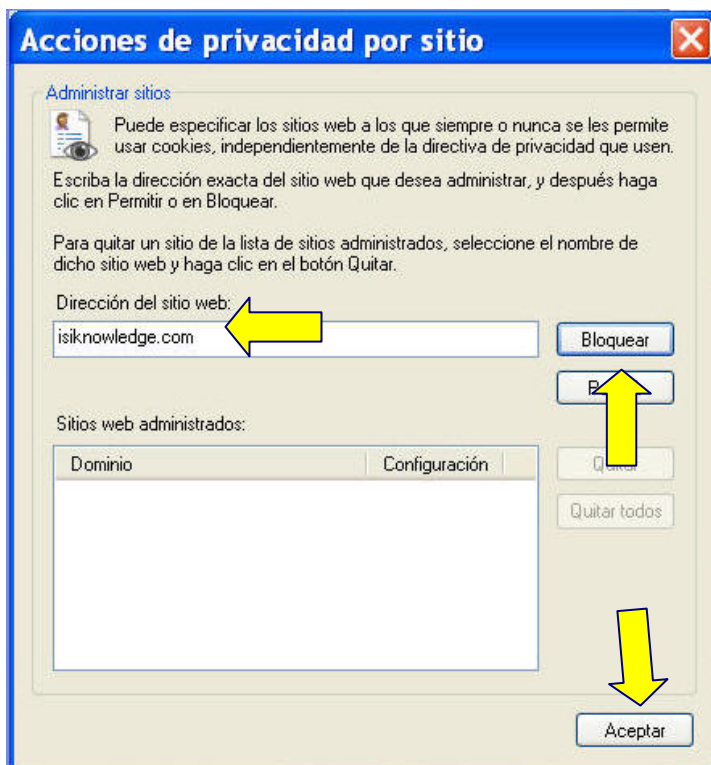 Acciones de privacidad por sitio
Administrar sitios
Puede especificar los sitios web a los que siempre o nunca se les permite
usar cookies, independientemente de la directiva de privacidad que usen.
Escriba la dirección exacta del sitio web que desea administrar, y después haga
clic en Permitir o en Bloquear.
Para quitar un sitio de la lista de sitios administrados, seleccione el nombre de
dicho sitio web y haga clic en el botón Quitar.
Dirección del sitio web:
isiknowledge.com
Bloquear
Sitios web administrados:
Dominio Configuración
Quitar todos
Aceptar